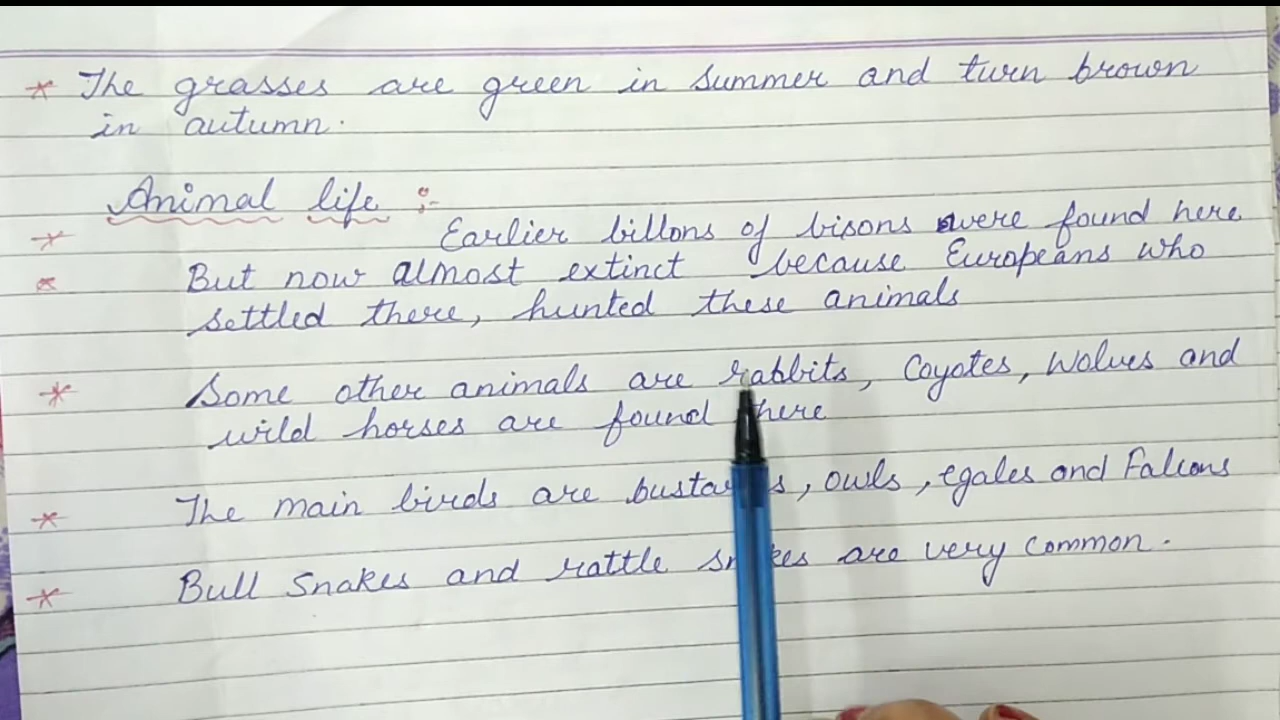 * The grasses are green in summer and turn brown
in autumn.
Animal life :-
* Earlier billons of bisons were found here
* But now almost extinct because Europeans who
settled there, hunted these animals
* Some other animals are rabbits, Coyotes, Wolves and
wild horses are found here
* The main birds are , owls, egales and Falcons
* Bull Snakes and rattle are very common.